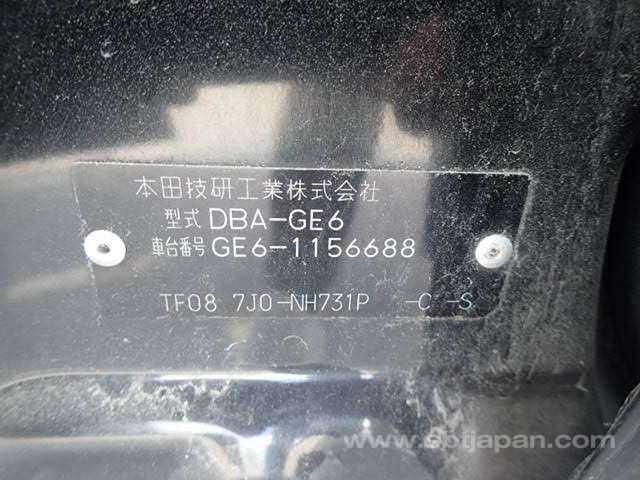 本田技研工業株式会社
型式 DBA-GE6
車台番号 GE6-1156688
TF08 7J0-NH731P -C -S
www.sbtjapan.com